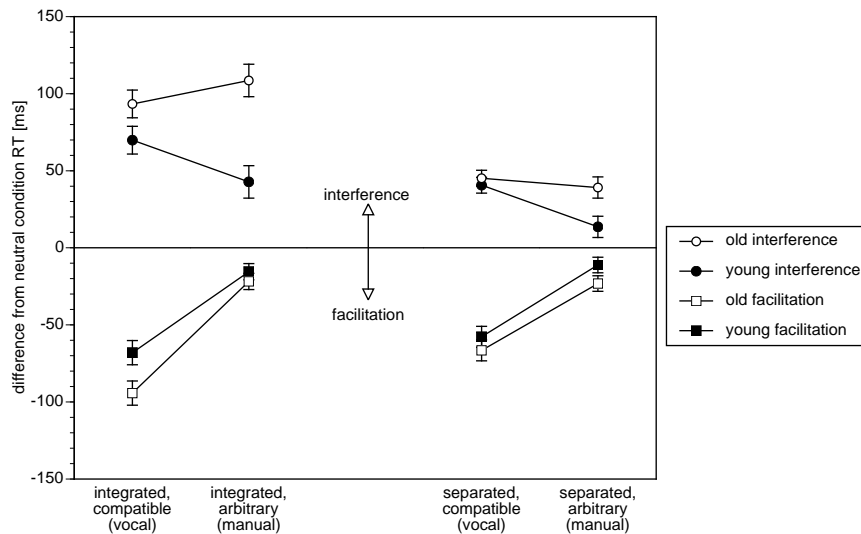 150
100
50
0
-50
-100
-150
difference from neutral condition RT [ms]
interference
facilitation
integrated,
compatible
(vocal)
integrated,
arbitrary
(manual)
separated,
compatible
(vocal)
separated,
arbitrary
(manual)
old interference
young interference
old facilitation
young facilitation